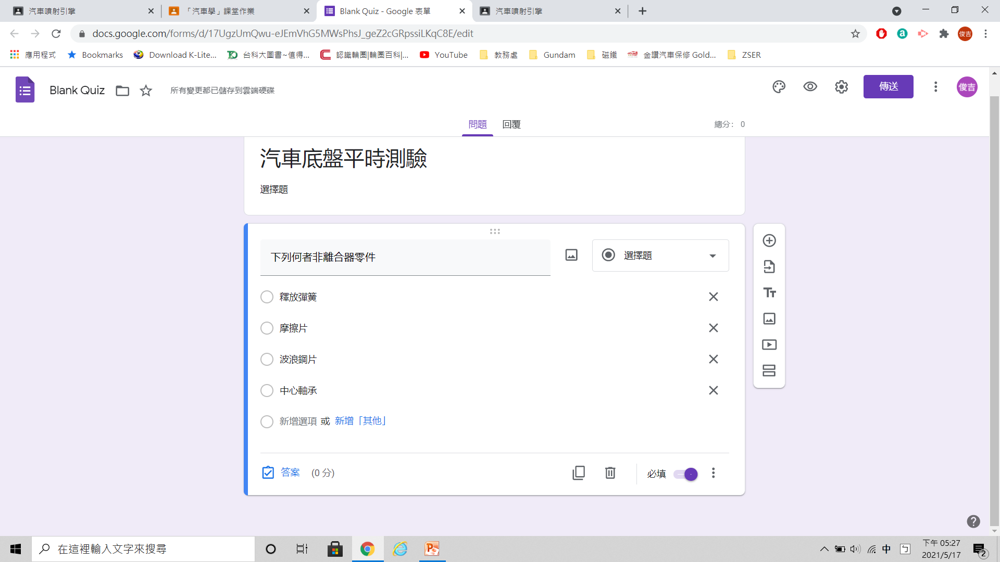 汽車噴射引擎
「汽車學」課堂作業
Blank Quiz - Google 表單
汽車噴射引擎
docs.google.com/forms/d/17UgzUmQwu-eJEmVhG5MWsPhsJ_geZ2cGRpssiLKqC8E/edit
俊吉
應用程式
Bookmarks
Download K-Lite...
台科大圖書~值得...
認識輪圈|輪圈百科|...
YouTube
教務處
Gundam
磁鐵
金讚汽車保修 Gold...
ZSER
Blank Quiz
所有變更都已儲存到雲端硬碟
傳送
俊吉
問題
回覆
總分: 0
汽車底盤平時測驗
選擇題
下列何者非離合器零件
選擇題
釋放彈簧
摩擦片
波浪鋼片
中心軸承
新增選項 或 新增「其他」
答案 (0 分)
必填
在這裡輸入文字來搜尋
中
ㄅ
下午 05:27
2021/5/17
2